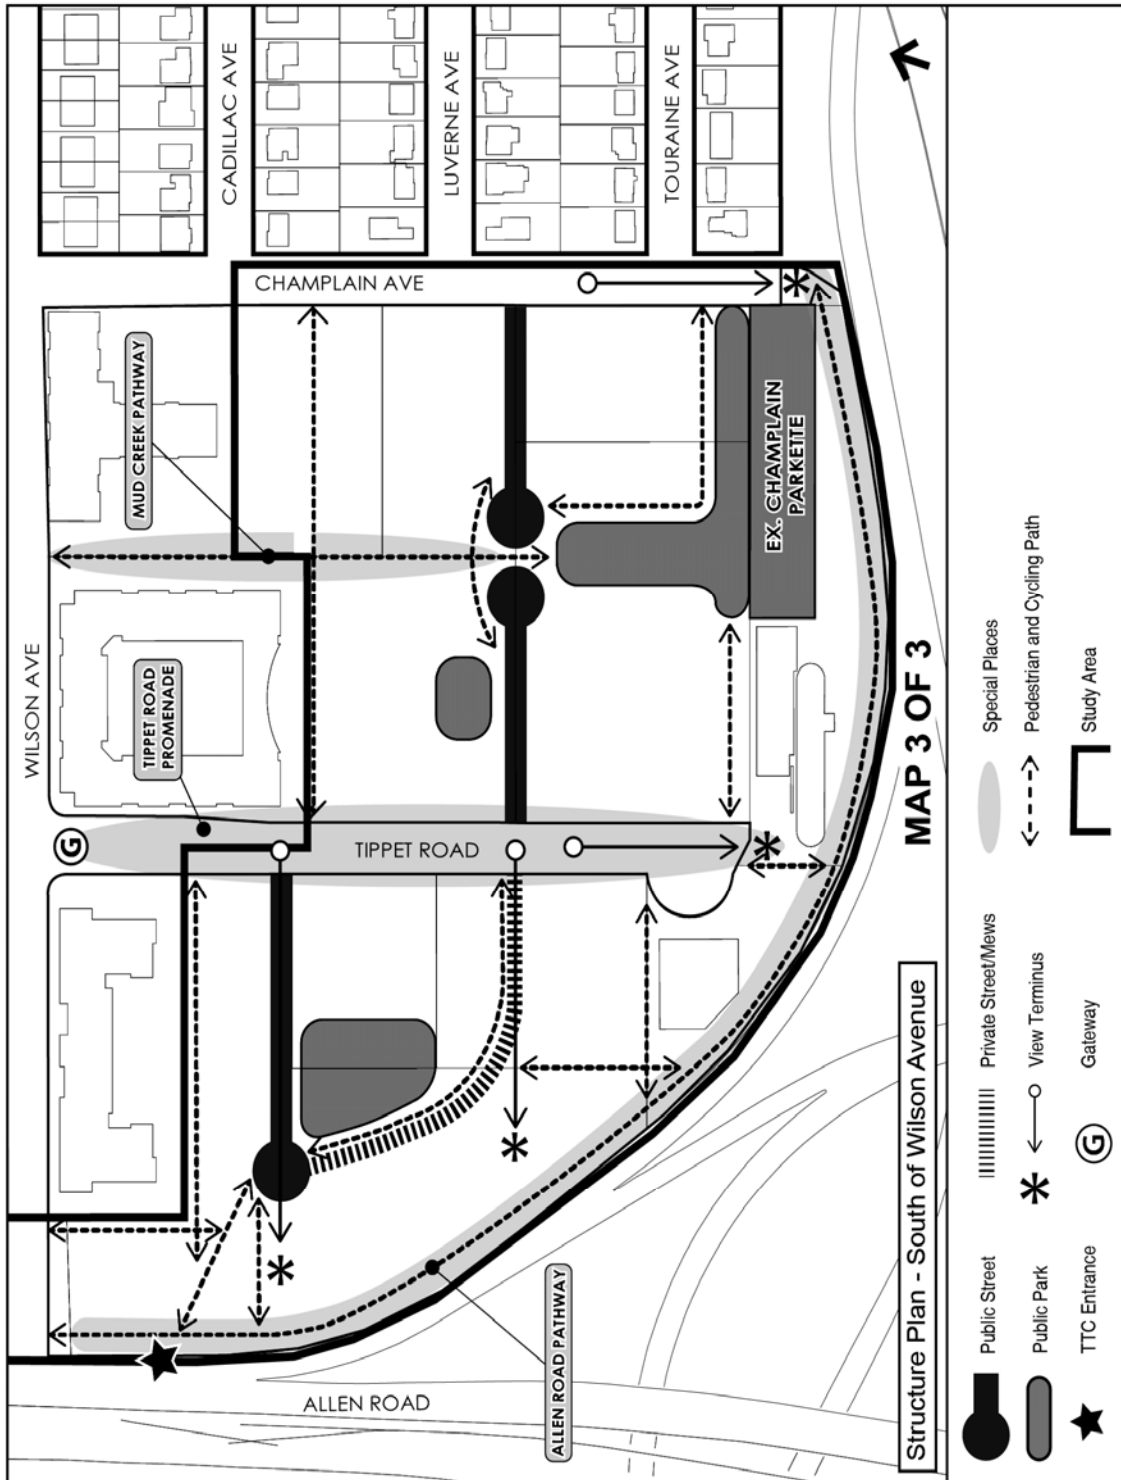 CADILLAC AVE
LUVERNE AVE
TOURAINE AVE
CHAMPLAIN AVE
MUD CREEK PATHWAY
WILSON AVE
TIPPET ROAD
PROMENADE
G
TIPPET ROAD
EX. CHAMPLAIN
PARKETTE
ALLEN ROAD
ALLEN ROAD PATHWAY
MAP 3 OF 3
Structure Plan - South of Wilson Avenue
Public Street
Private Street/Mews
Special Places
Public Park
View Terminus
Pedestrian and Cycling Path
TTC Entrance
G
Gateway
Study Area